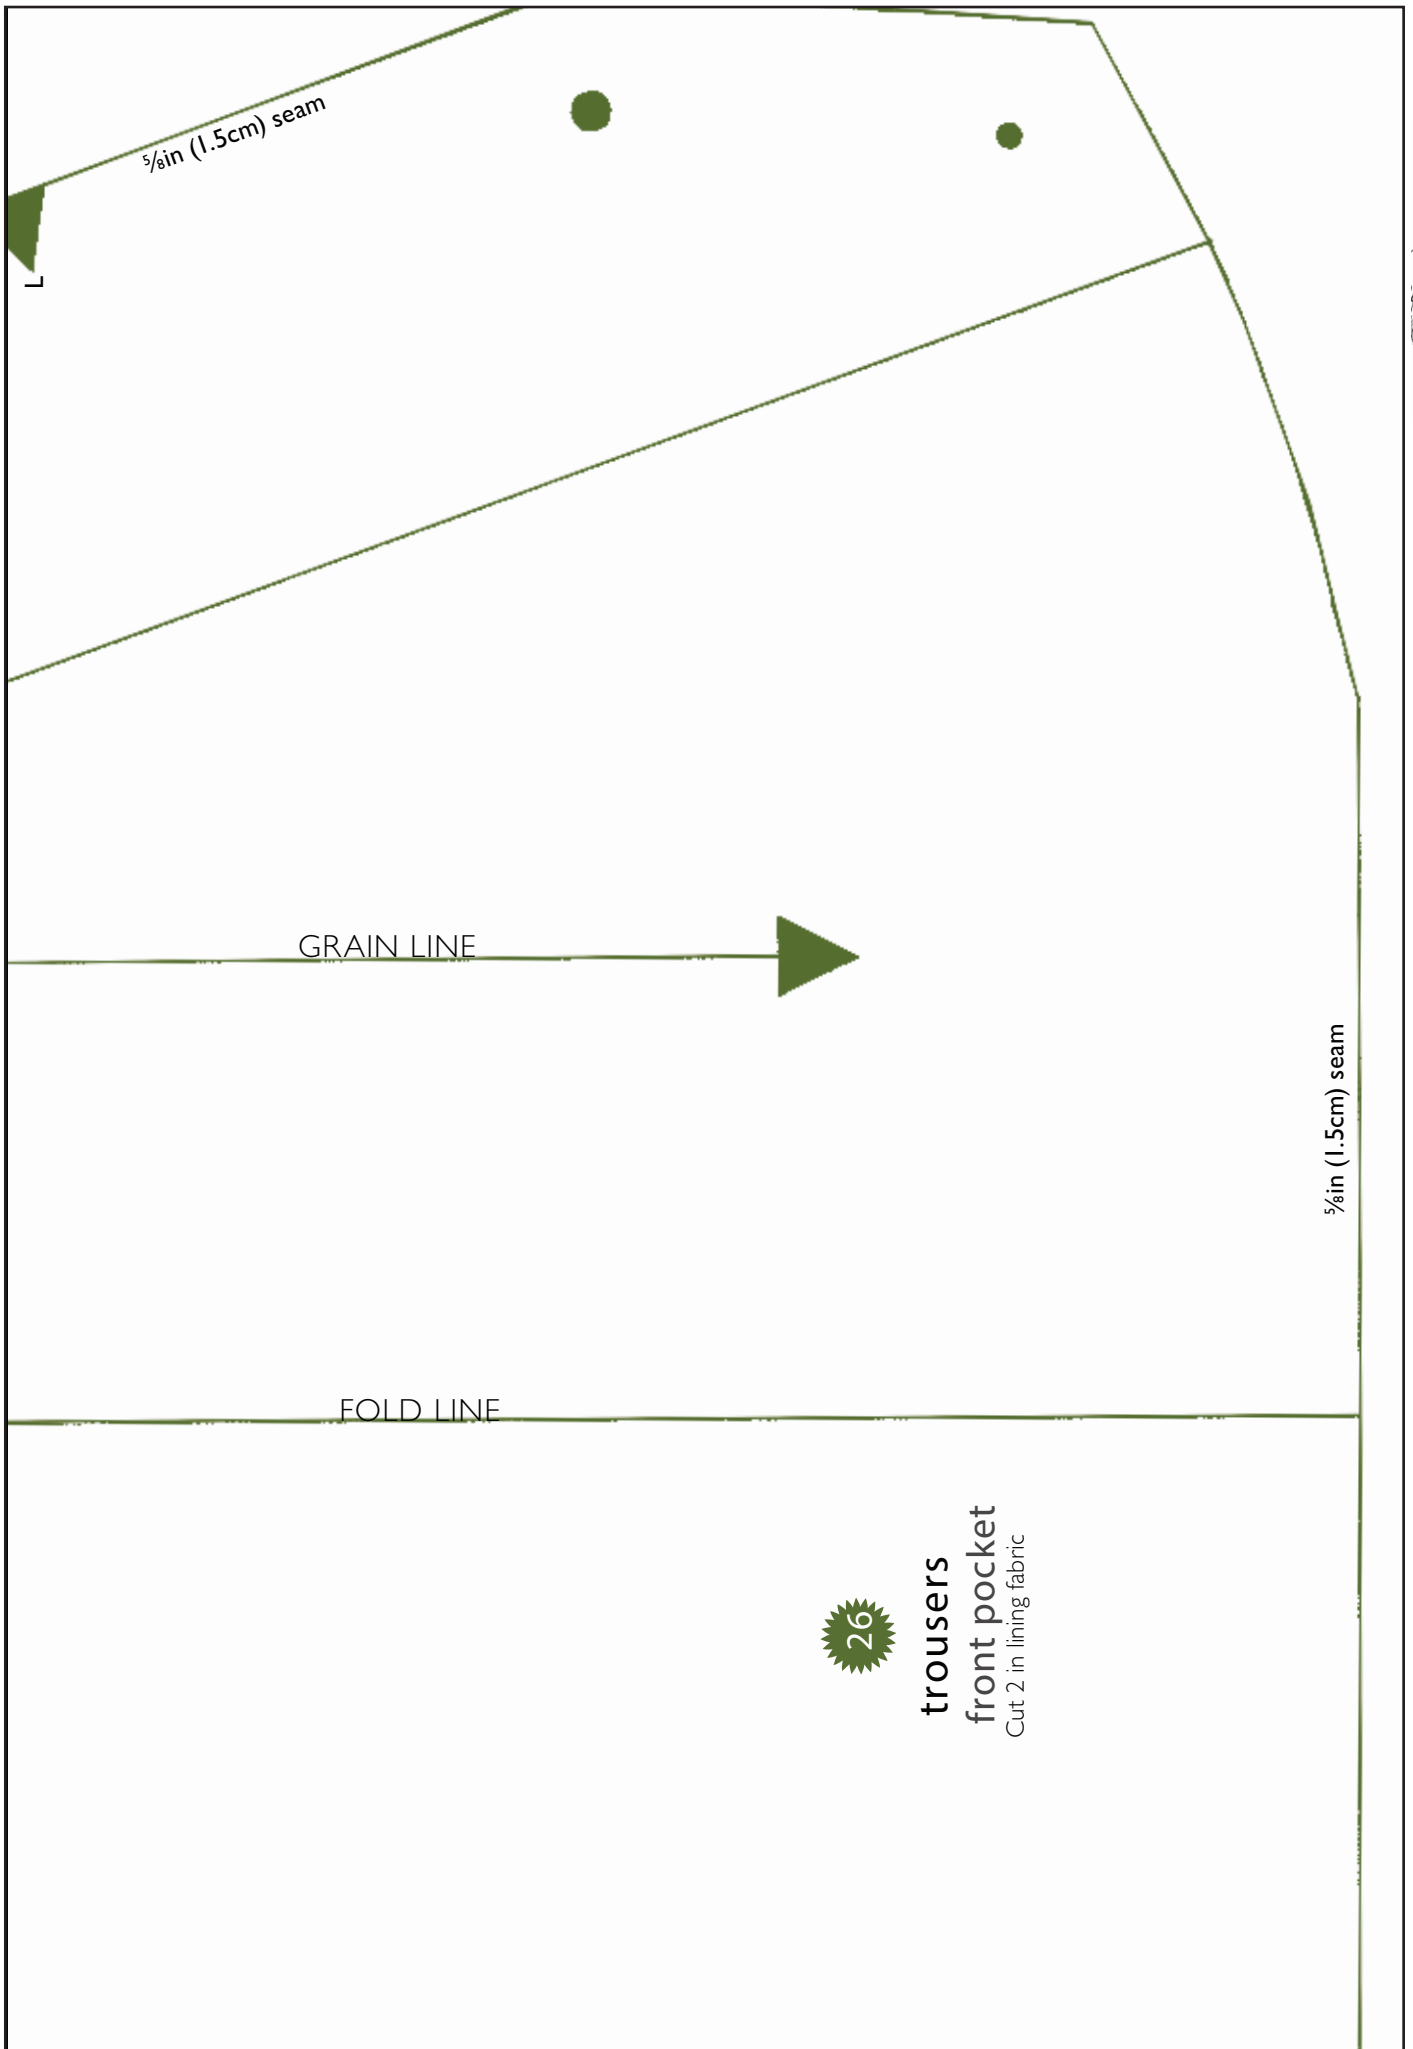 ⅝in (1.5cm) seam
L
GRAIN LINE
⅝in (1.5cm) seam
FOLD LINE
26
trousers
front pocket
Cut 2 in lining fabric